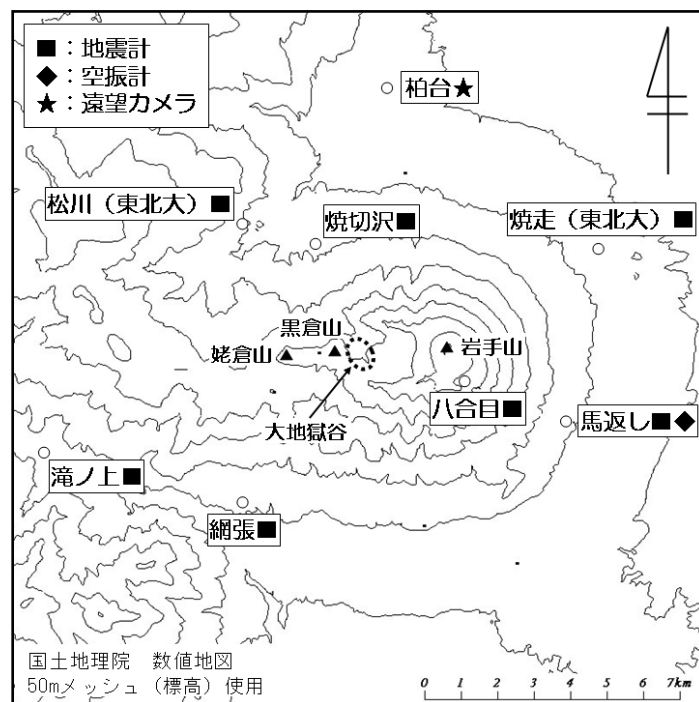 ■：地震計
◆：空振計
★：遠望カメラ
柏台★
松川（東北大）■
焼切沢■
焼走（東北大）■
黒倉山
姥倉山
岩手山
大地獄谷
八合目■
馬返し■◆
滝ノ上■
網張■
国土地理院　数値地図
50mメッシュ（標高）使用
0 1 2 3 4 5 6 7km